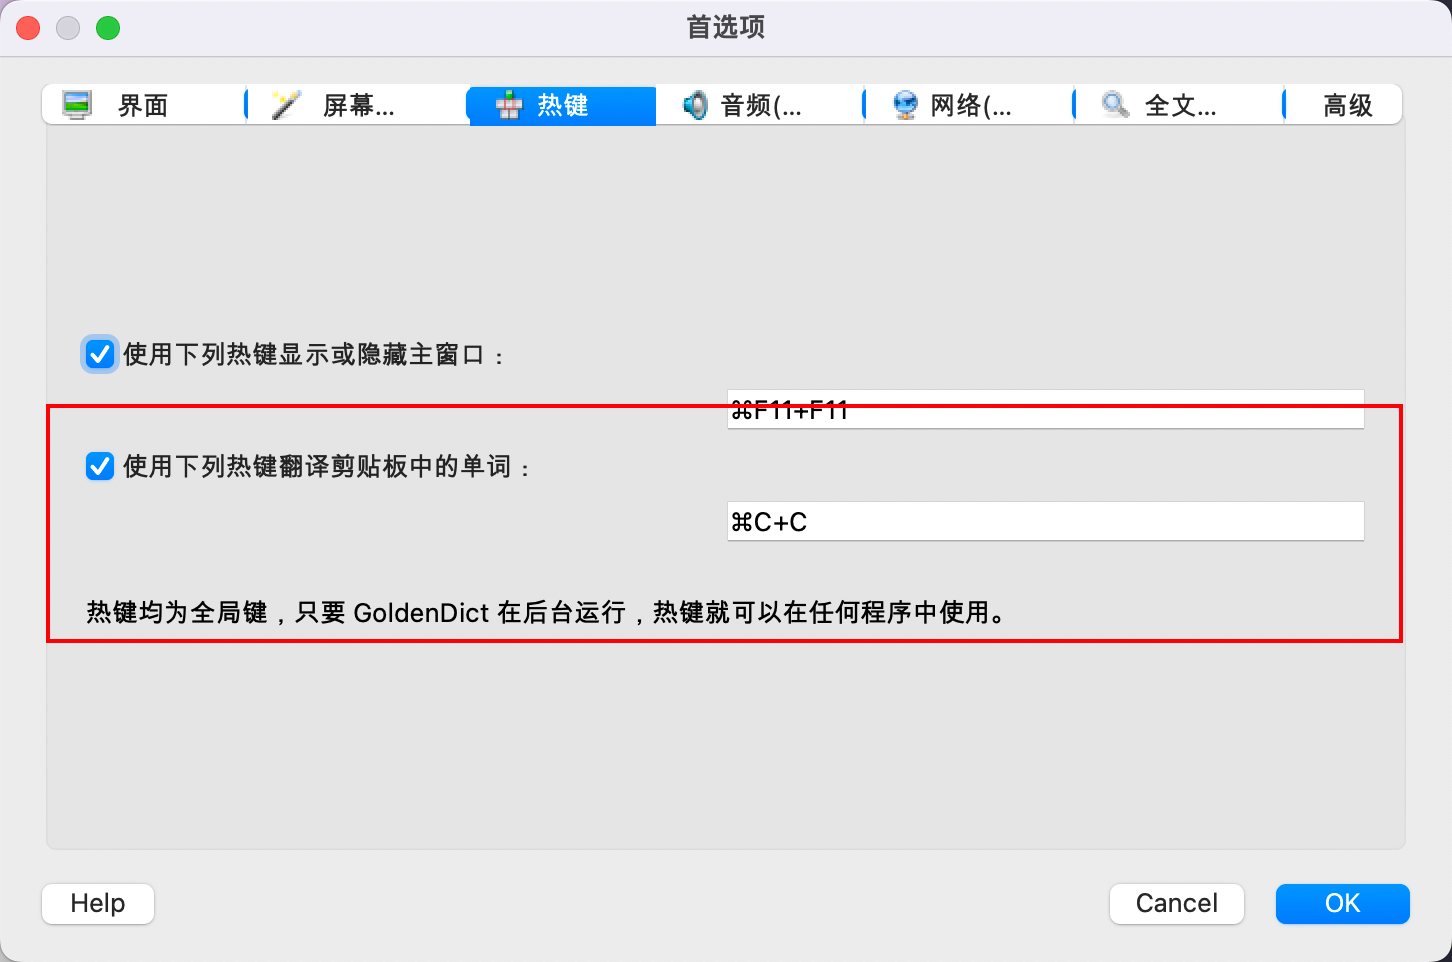 首选项
界面 屏幕... 热键 音频(... 网络(... 全文... 高级
使用下列热键显示或隐藏主窗口：
⌘F11+F11
使用下列热键翻译剪贴板中的单词：
⌘C+C
热键均为全局键，只要 GoldenDict 在后台运行，热键就可以在任何程序中使用。
Help Cancel OK